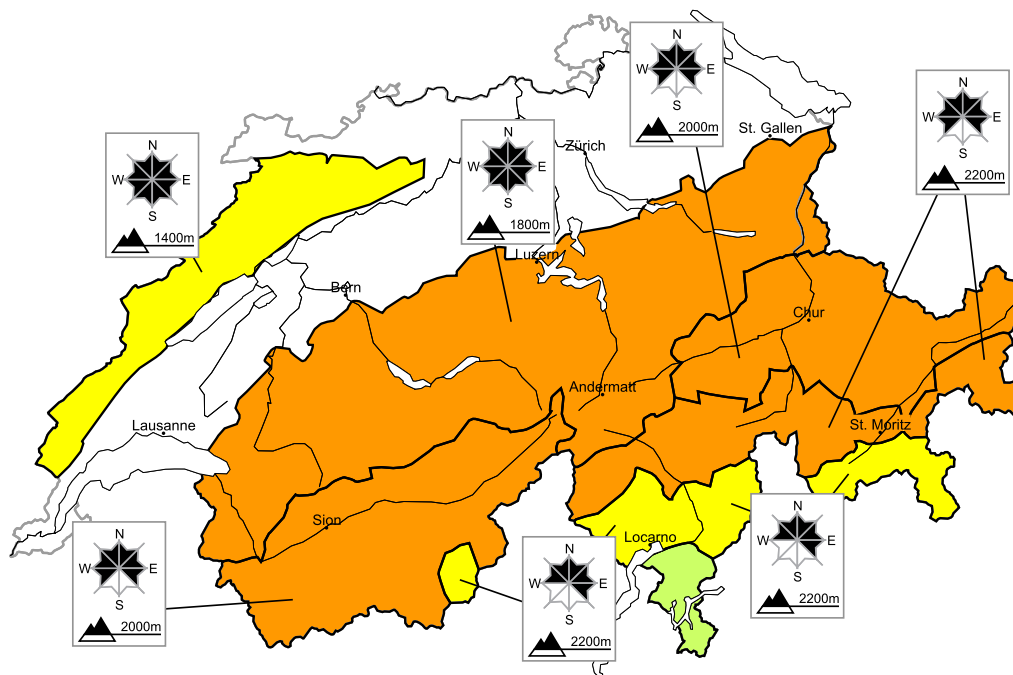 N
W E
S
2000m
St. Gallen
N
W E
S
2200m
N
W E
S
1400m
N
W E
S
1800m
Zürich
Luzern
Bern
Chur
Andermatt
Lausanne
St. Moritz
Sion
Locarno
N
W E
S
2000m
N
W E
S
2200m
N
W E
S
2200m